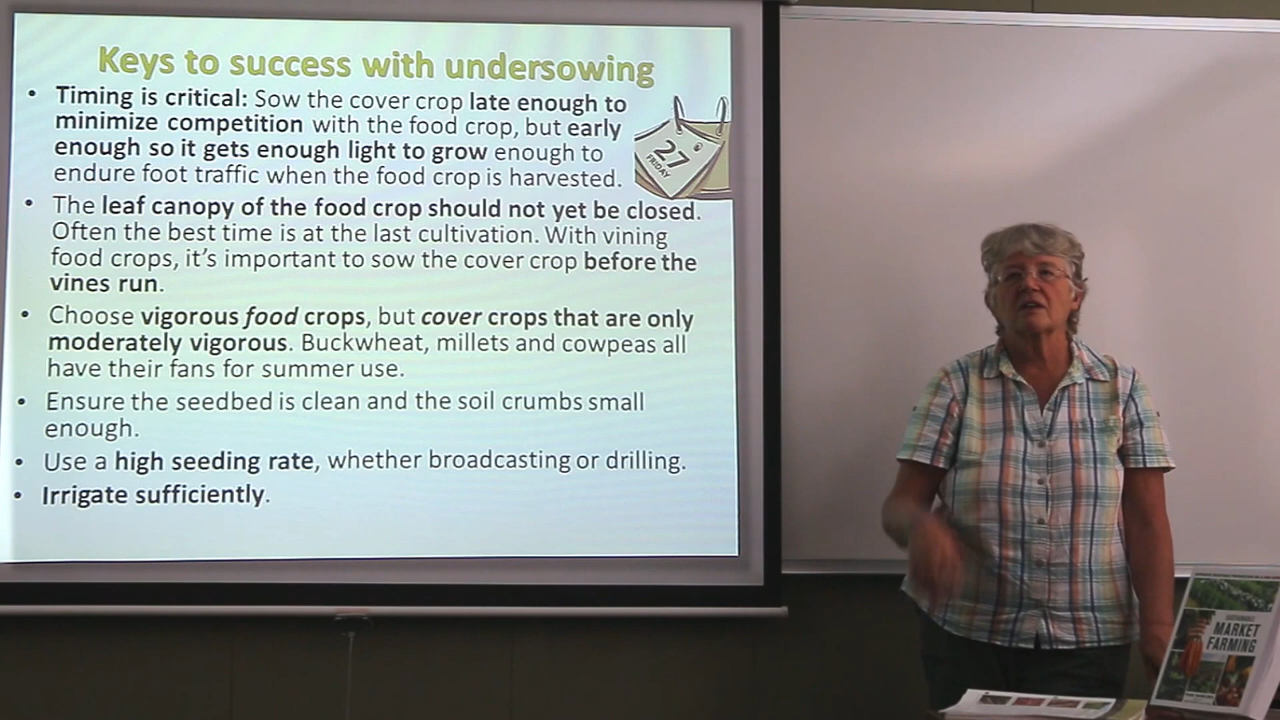 Keys to success with undersowing
• Timing is critical: Sow the cover crop late enough to
minimize competition with the food crop, but early
enough so it gets enough light to grow enough to
endure foot traffic when the food crop is harvested.
27
FRIDAY
• The leaf canopy of the food crop should not yet be closed.
Often the best time is at the last cultivation. With vining
food crops, it’s important to sow the cover crop before the
vines run.
• Choose vigorous food crops, but cover crops that are only
moderately vigorous. Buckwheat, millets and cowpeas all
have their fans for summer use.
• Ensure the seedbed is clean and the soil crumbs small
enough.
• Use a high seeding rate, whether broadcasting or drilling.
• Irrigate sufficiently.
SUSTAINABLE
MARKET
FARMING